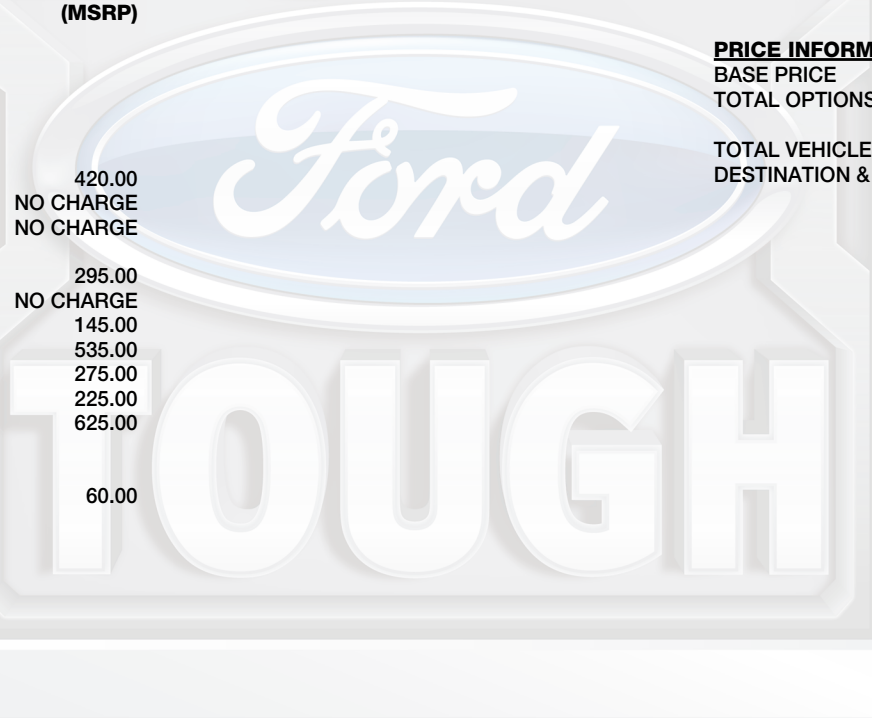 (MSRP)
420.00
NO CHARGE
NO CHARGE
295.00
NO CHARGE
145.00
535.00
275.00
225.00
625.00
60.00
PRICE INFORM
BASE PRICE
TOTAL OPTIONS
TOTAL VEHICLE
DESTINATION &
Ford
TOUGH